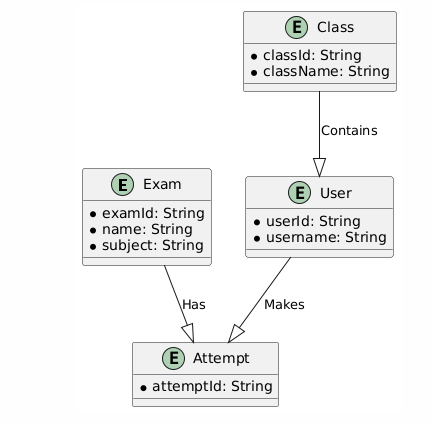 E Class
* classId: String
* className: String
Contains
E Exam
* examId: String
* name: String
* subject: String
E User
* userId: String
* username: String
Has
Makes
E Attempt
* attemptId: String